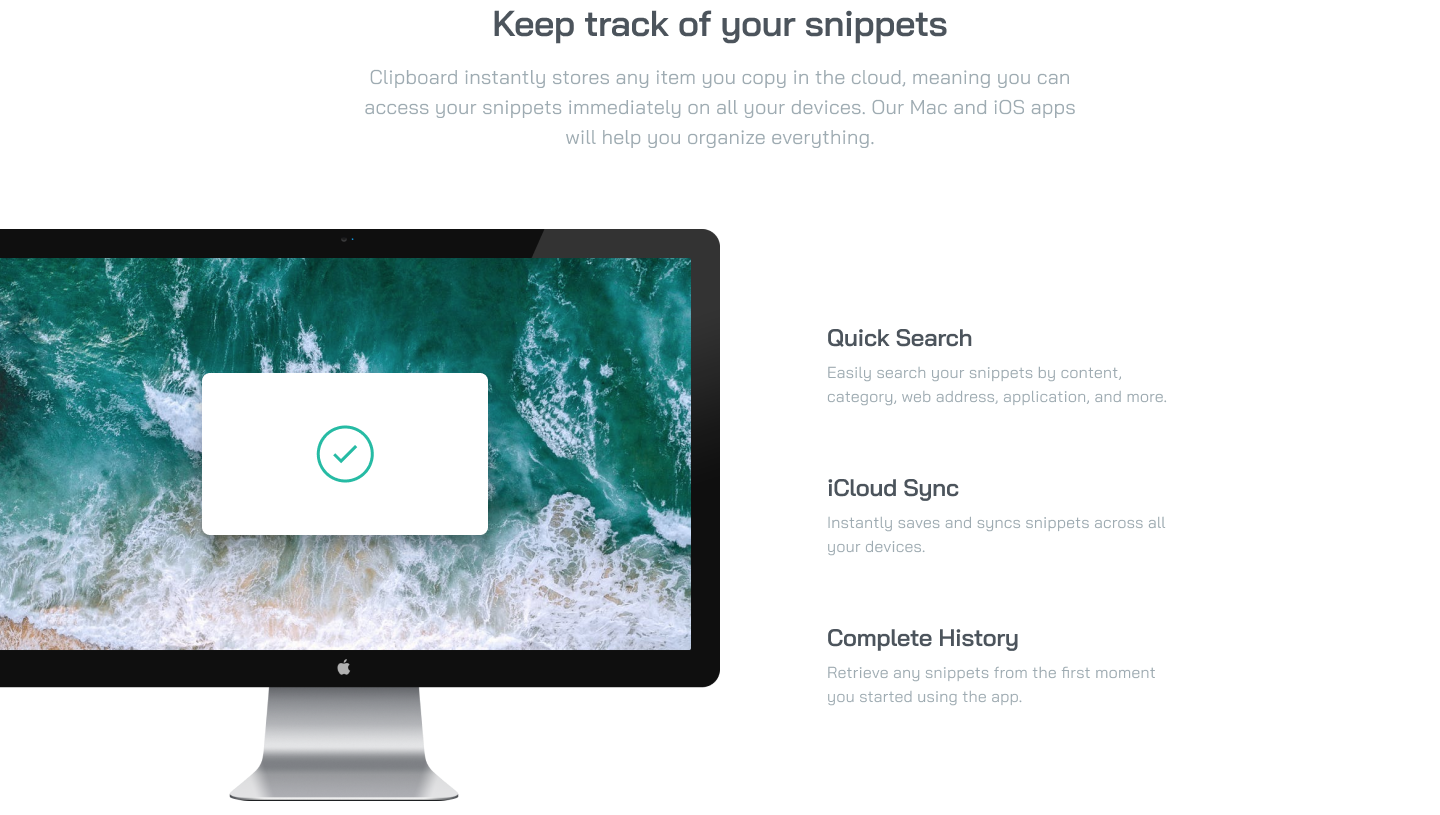 Keep track of your snippets
Clipboard instantly stores any item you copy in the cloud, meaning you can
access your snippets immediately on all your devices. Our Mac and iOS apps
will help you organize everything.
Quick Search
Easily search your snippets by content,
category, web address, application, and more.
iCloud Sync
Instantly saves and syncs snippets across all
your devices.
Complete History
Retrieve any snippets from the first moment
you started using the app.